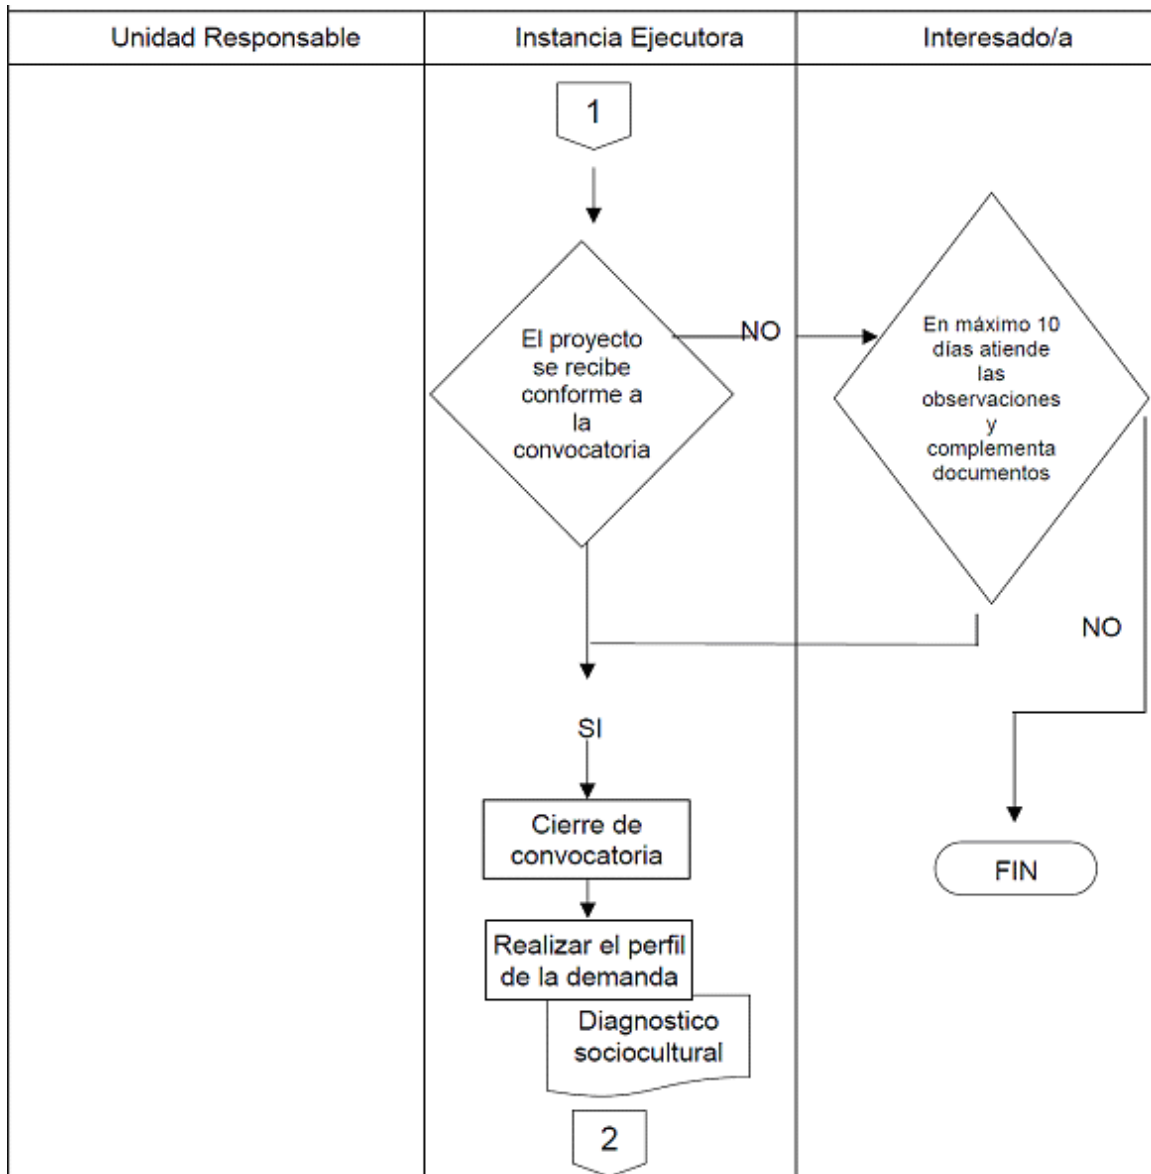 Unidad Responsable
Instancia Ejecutora
Interesado/a
1
El proyecto
se recibe
conforme a
la
convocatoria
NO
En máximo 10
días atiende
las
observaciones
y
complementa
documentos
NO
SI
Cierre de
convocatoria
FIN
Realizar el perfil
de la demanda
Diagnostico
sociocultural
2